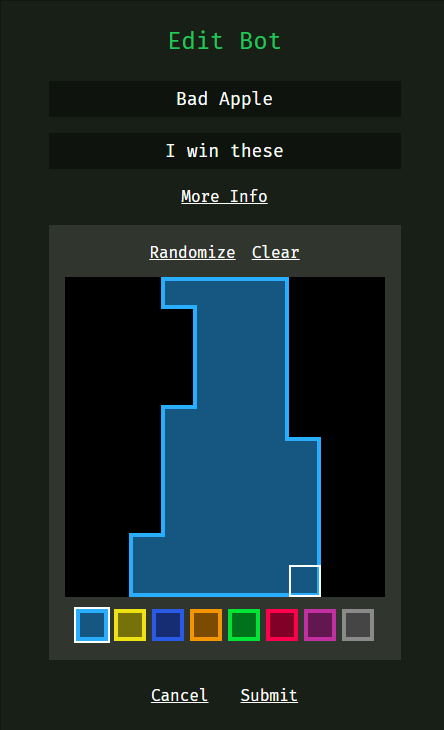 Edit Bot
Bad Apple
I win these
More Info
Randomize Clear
Cancel Submit